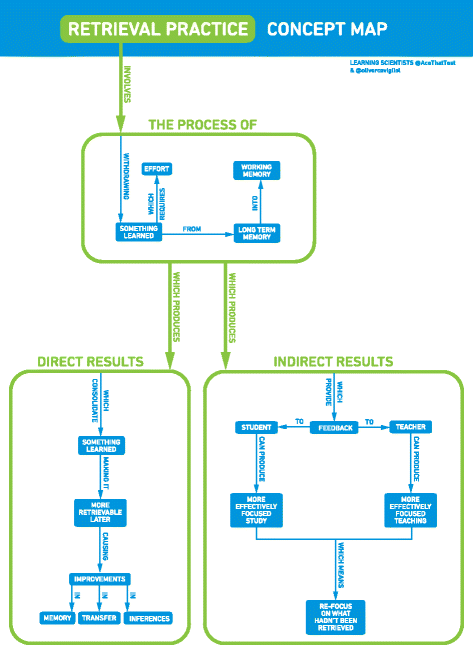 RETRIEVAL PRACTICE CONCEPT MAP
LEARNING SCIENTISTS @AceThatTest
& @olivercaviglioli
INVOLVES
THE PROCESS OF
WITHDRAWING
EFFORT
WHICH
REQUIRES
WORKING
MEMORY
INTO
SOMETHING
LEARNED
FROM
LONG TERM
MEMORY
WHICH PRODUCES
WHICH PRODUCES
DIRECT RESULTS
WHICH
CONSOLIDATE
SOMETHING
LEARNED
MAKING IT
MORE
RETRIEVABLE
LATER
CAUSING
IMPROVEMENTS
IN
IN
IN
MEMORY
TRANSFER
INFERENCES
INDIRECT RESULTS
WHICH
PROVIDE
STUDENT
TO
FEEDBACK
TO
TEACHER
CAN PRODUCE
CAN PRODUCE
MORE
EFFECTIVELY
FOCUSED
STUDY
MORE
EFFECTIVELY
FOCUSED
TEACHING
WHICH MEANS
RE-FOCUS
ON WHAT
HADN'T BEEN
RETRIEVED